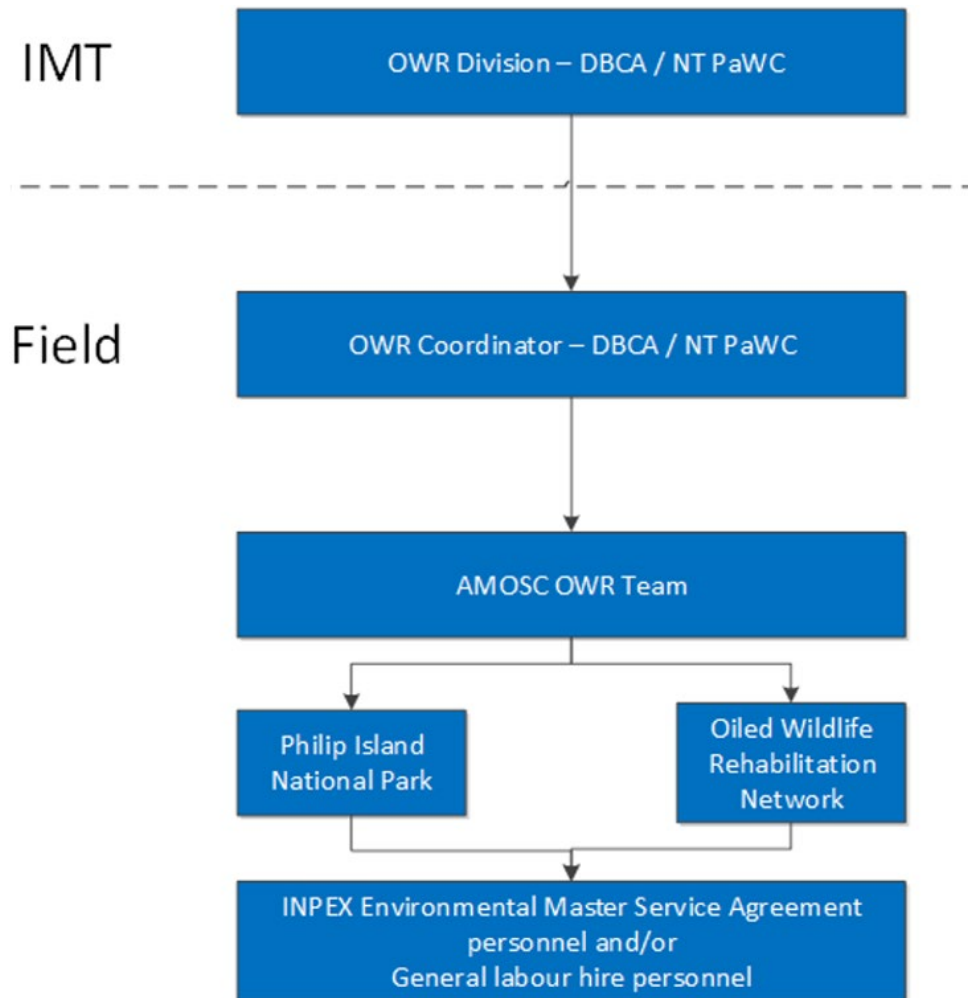 IMT
OWR Division – DBCA / NT PaWC
Field
OWR Coordinator – DBCA / NT PaWC
AMOSC OWR Team
Philip Island
National Park
Oiled Wildlife
Rehabilitation
Network
INPEX Environmental Master Service Agreement
personnel and/or
General labour hire personnel